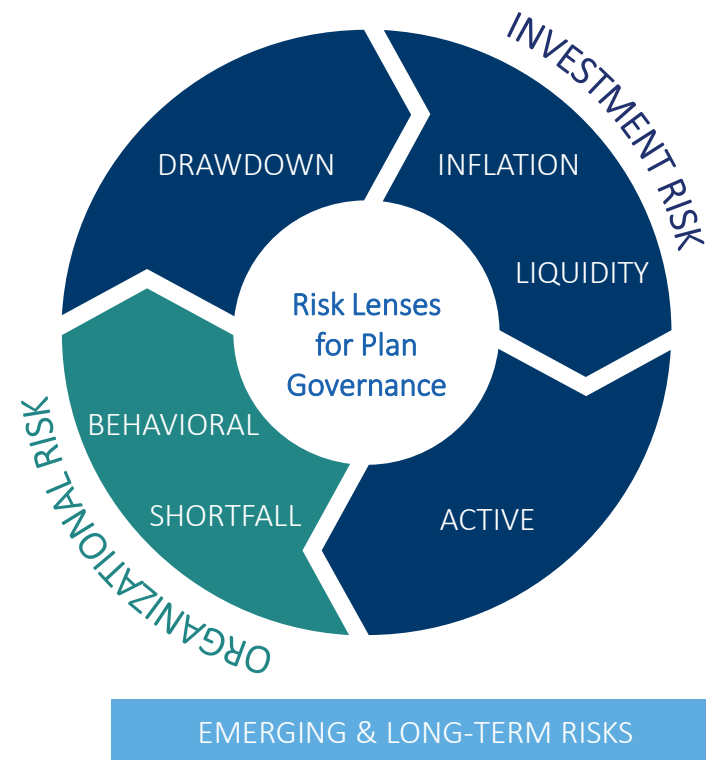 INVESTMENT RISK
DRAWDOWN
INFLATION
LIQUIDITY
Risk Lenses
for Plan
Governance
BEHAVIORAL
SHORTFALL
ACTIVE
ORGANIZATIONAL RISK
EMERGING & LONG-TERM RISKS